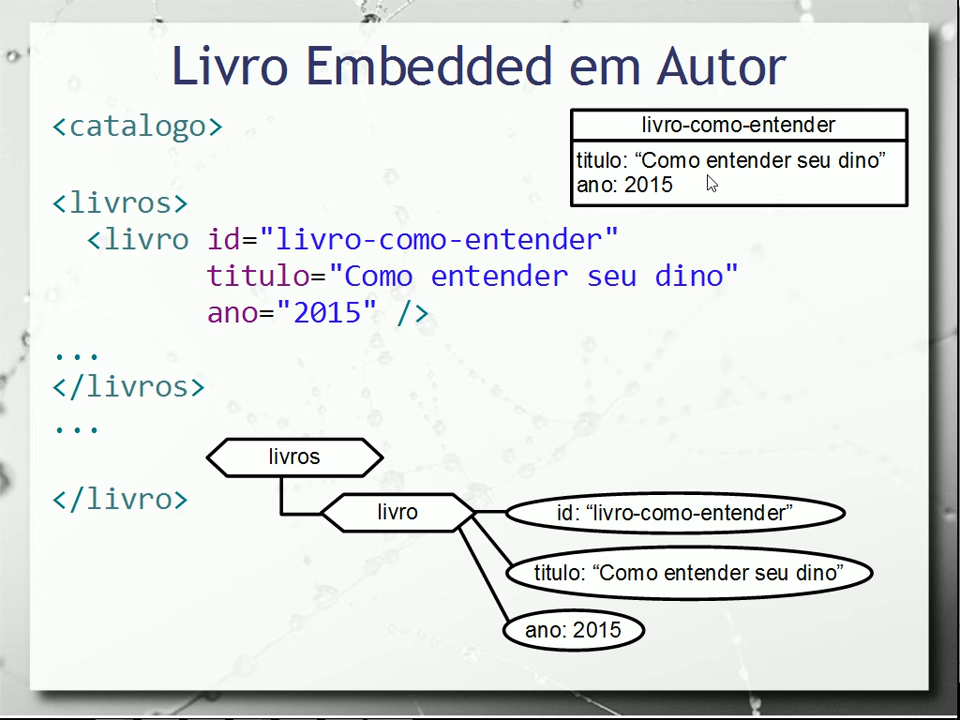 Livro Embedded em Autor
<catalogo>
livro-como-entender
titulo: “Como entender seu dino”
ano: 2015
<livros>
<livro id="livro-como-entender"
titulo="Como entender seu dino"
ano="2015" />
...
</livros>
...
</livro>
livros
livro
id: “livro-como-entender”
titulo: “Como entender seu dino”
ano: 2015